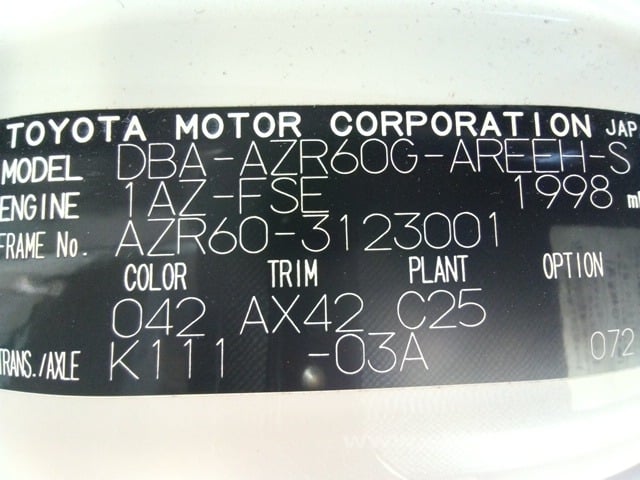 TOYOTA MOTOR CORPORATION JAP
MODEL DBA-AZR60G-AREEH-S
ENGINE 1AZ-FSE 1998 ml
FRAME No. AZR60-3123001
COLOR TRIM PLANT OPTION
042 AX42 C25
TRANS./AXLE K111 -03A 072